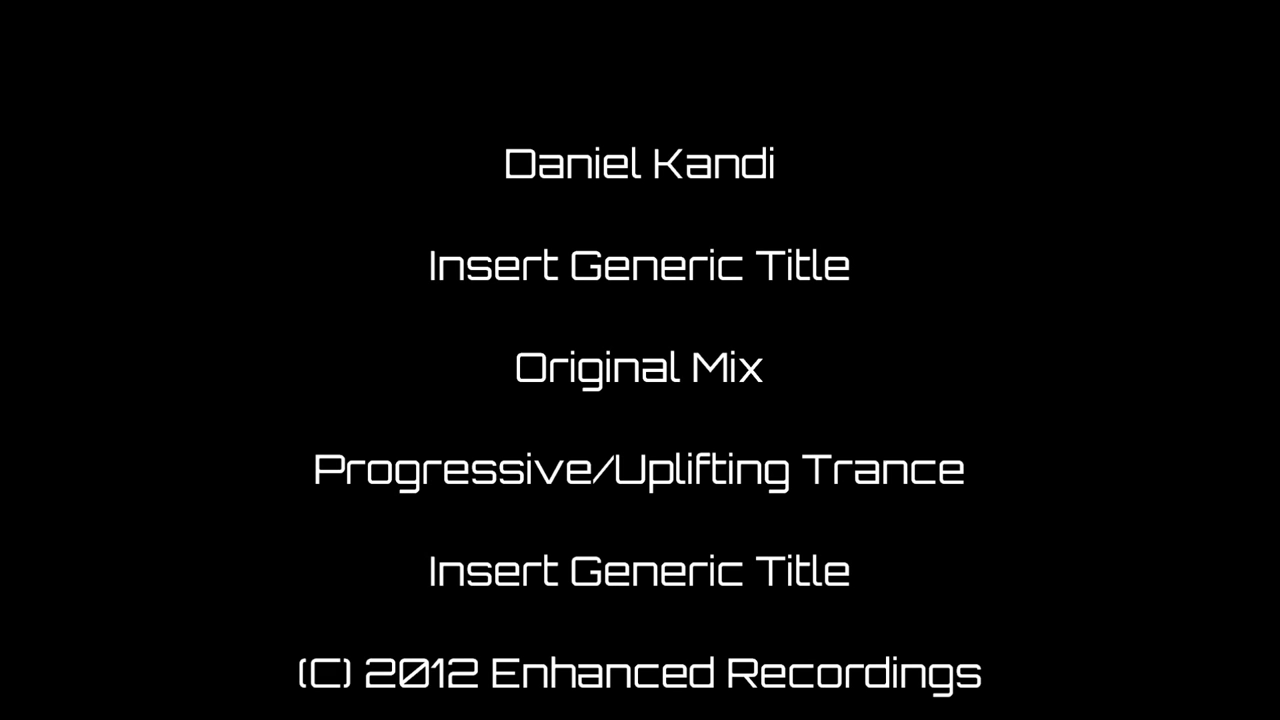 Daniel Kandi
Insert Generic Title
Original Mix
Progressive/Uplifting Trance
Insert Generic Title
(C) 2012 Enhanced Recordings